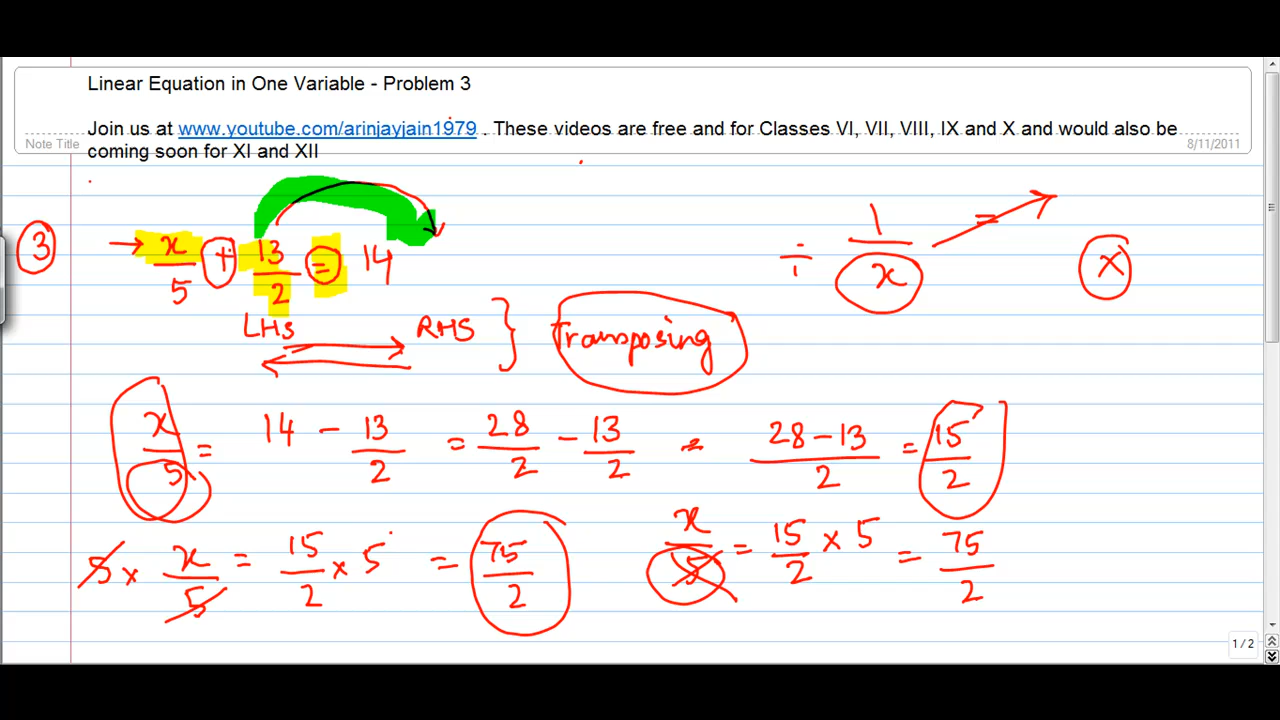 Linear Equation in One Variable - Problem 3
Join us at www.youtube.com/arinjayjain1979 . These videos are free and for Classes VI, VII, VIII, IX and X and would also be
Note Title
8/11/2011
coming soon for XI and XII
3 → x/5 + 13/2 = 14
÷ 1/x = x
LHS RHS } Transposing
x/5 = 14 - 13/2 = 28/2 - 13/2 = 28-13/2 = 15/2
5 × x/5 = 15/2 × 5 = 75/2
x/5 = 15/2 × 5 = 75/2
1/2